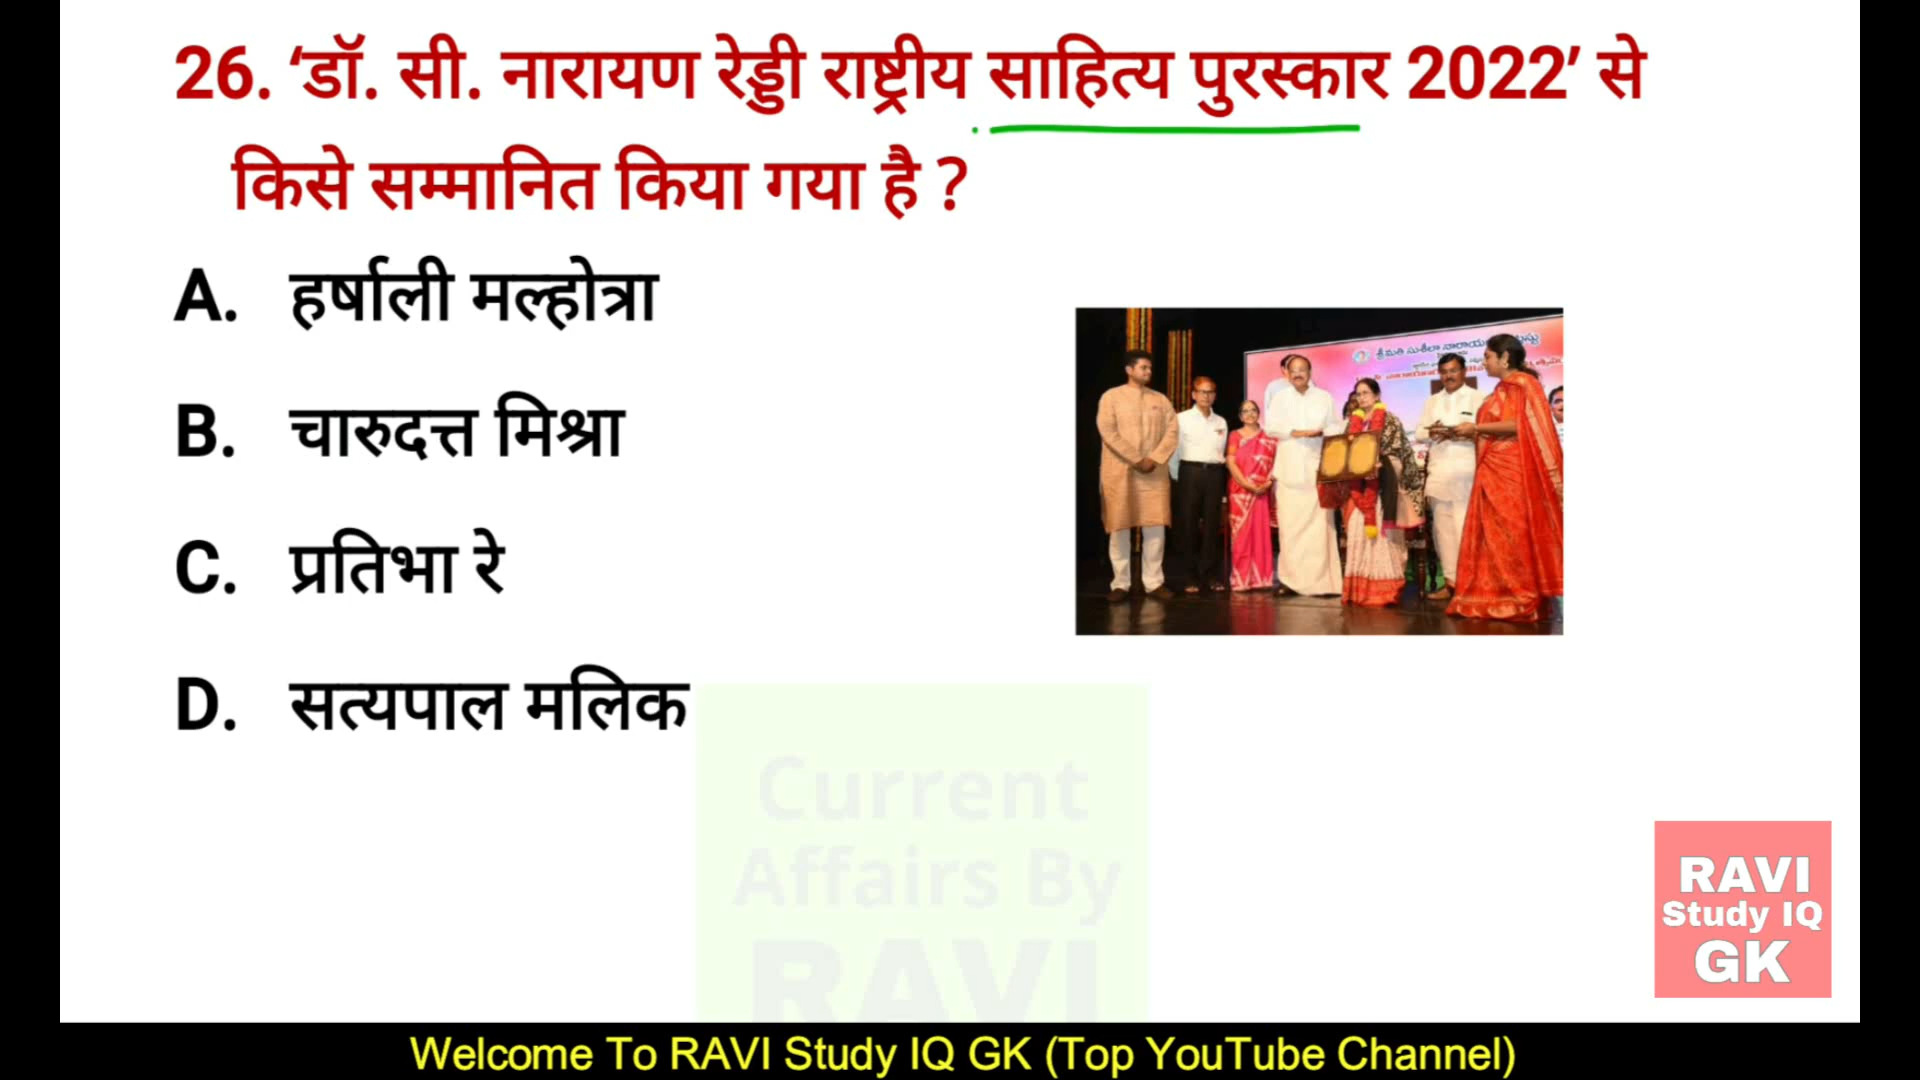 26. ‘डॉ. सी. नारायण रेड्डी राष्ट्रीय साहित्य पुरस्कार 2022’ से
किसे सम्मानित किया गया है ?
A. हर्षाली मल्होत्रा
B. चारुदत्त मिश्रा
C. प्रतिभा रे
D. सत्यपाल मलिक
Current
Affairs By
RAVI
RAVI
Study IQ
GK
Welcome To RAVI Study IQ GK (Top YouTube Channel)